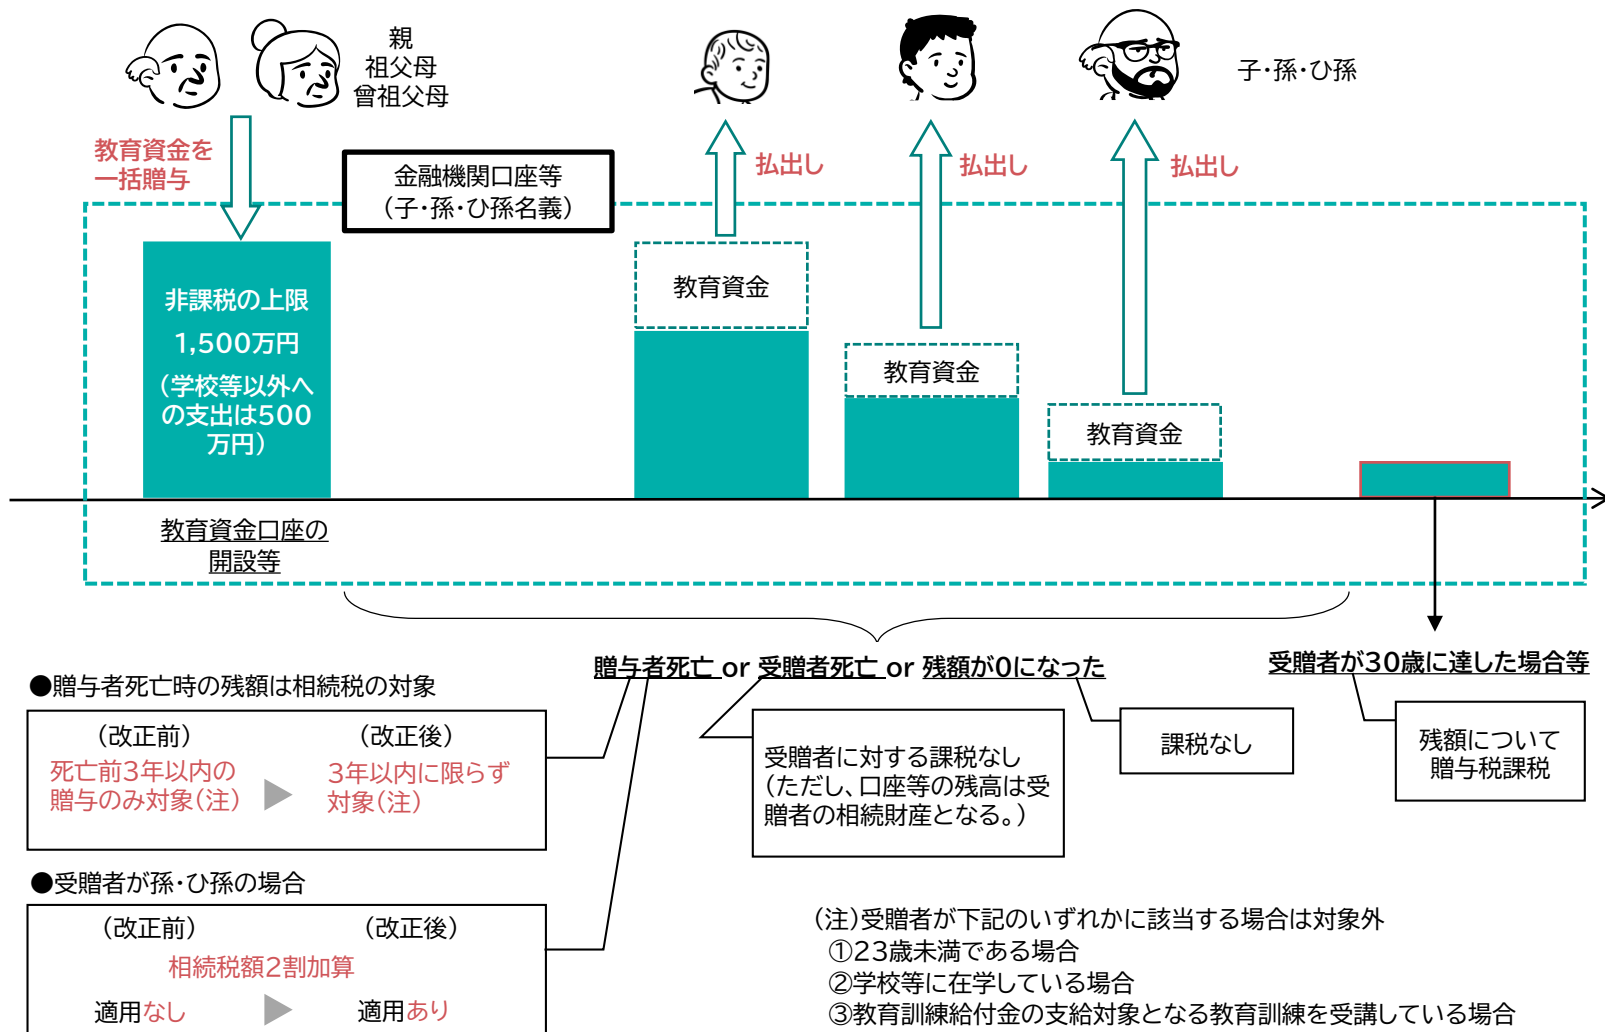 親
祖父母
曾祖父母
子・孫・ひ孫
教育資金を
一括贈与
金融機関口座等
（子・孫・ひ孫名義）
払出し
払出し
払出し
非課税の上限
1,500万円
（学校等以外へ
の支出は500
万円）
教育資金
教育資金
教育資金
教育資金口座の
開設等
贈与者死亡 or 受贈者死亡 or 残額が0になった
受贈者が30歳に達した場合等
●贈与者死亡時の残額は相続税の対象
（改正前）
（改正後）
死亡前3年以内の
贈与のみ対象(注)
3年以内に限らず
対象(注)
受贈者に対する課税なし
(ただし、口座等の残高は受
贈者の相続財産となる。)
課税なし
残額について
贈与税課税
●受贈者が孫・ひ孫の場合
（改正前）
（改正後）
相続税額2割加算
適用なし
適用あり
（注）受贈者が下記のいずれかに該当する場合は対象外
①23歳未満である場合
②学校等に在学している場合
③教育訓練給付金の支給対象となる教育訓練を受講している場合